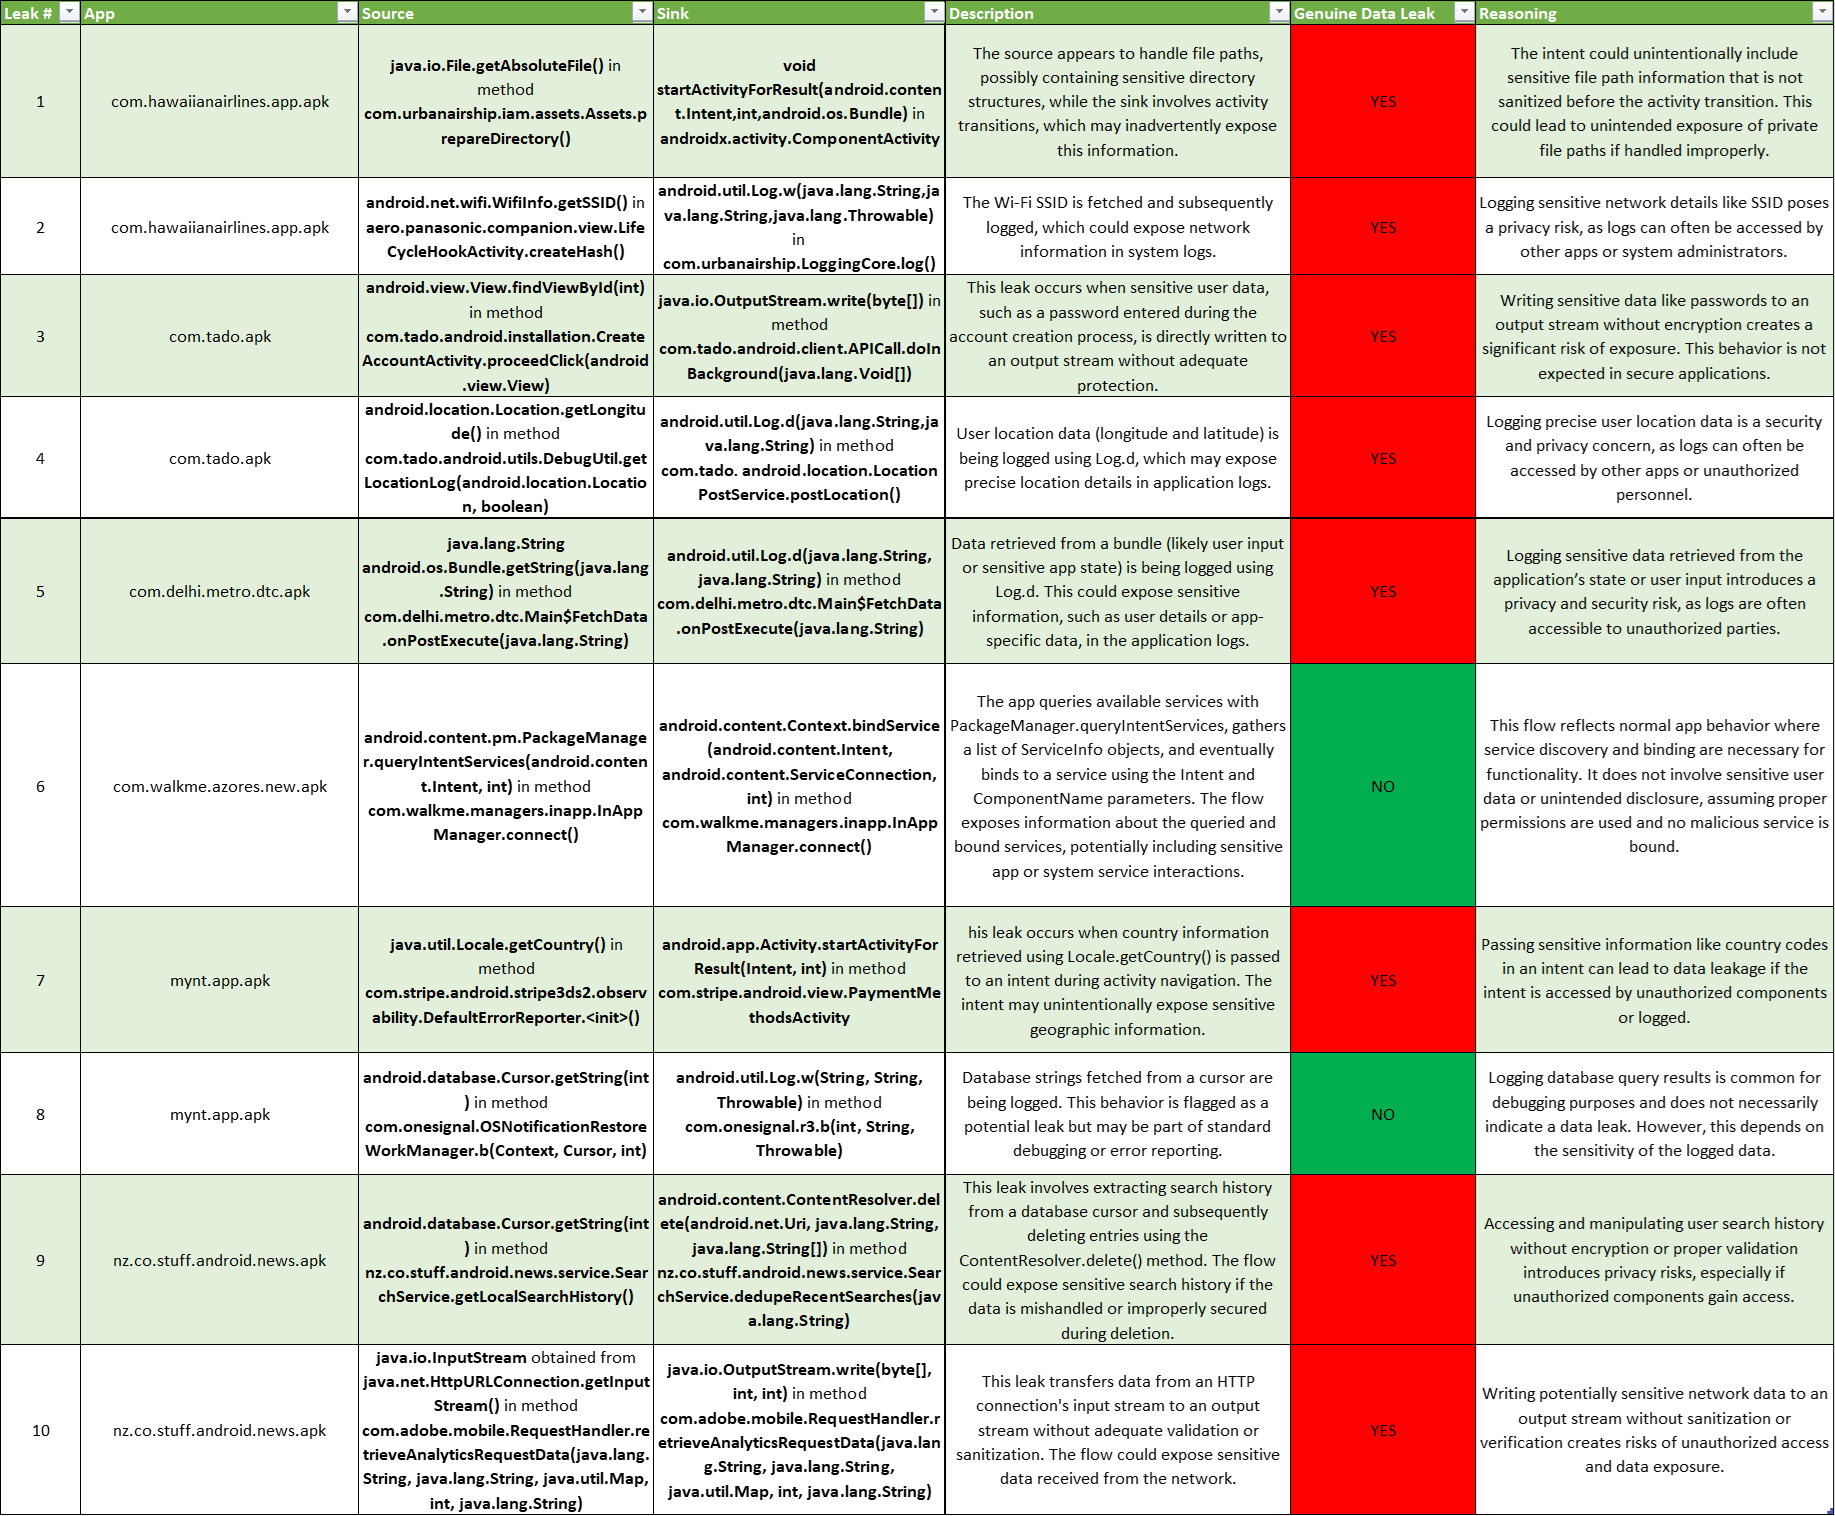 Leak # App Source Sink Description Genuine Data Leak Reasoning
1
com.hawaiianairlines.app.apk
java.io.File.getAbsoluteFile() in
method
com.urbanairship.iam.assets.Assets.p
repareDirectory()
void
startActivityForResult(android.conten
t.Intent,int,android.os.Bundle) in
androidx.activity.ComponentActivity
The source appears to handle file paths,
possibly containing sensitive directory
structures, while the sink involves activity
transitions, which may inadvertently expose
this information.
YES
The intent could unintentionally include
sensitive file path information that is not
sanitized before the activity transition. This
could lead to unintended exposure of private
file paths if handled improperly.
2
com.hawaiianairlines.app.apk
android.net.wifi.WifiInfo.getSSID() in
aero.panasonic.companion.view.Life
CycleHookActivity.createHash()
android.util.Log.w(java.lang.String,ja
va.lang.String,java.lang.Throwable)
in
com.urbanairship.LoggingCore.log()
The Wi-Fi SSID is fetched and subsequently
logged, which could expose network
information in system logs.
YES
Logging sensitive network details like SSID poses
a privacy risk, as logs can often be accessed by
other apps or system administrators.
3
com.tado.apk
android.view.View.findViewById(int)
in method
com.tado.android.installation.Create
AccountActivity.proceedClick(android
.view.View)
java.io.OutputStream.write(byte[]) in
method
com.tado.android.client.APICall.doIn
Background(java.lang.Void[])
This leak occurs when sensitive user data,
such as a password entered during the
account creation process, is directly written to
an output stream without adequate
protection.
YES
Writing sensitive data like passwords to an
output stream without encryption creates a
significant risk of exposure. This behavior is not
expected in secure applications.
4
com.tado.apk
android.location.Location.getLongitu
de() in method
com.tado.android.utils.DebugUtil.get
LocationLog(android.location.Locatio
n, boolean)
android.util.Log.d(java.lang.String,ja
va.lang.String) in method
com.tado. android.location.Location
PostService.postLocation()
User location data (longitude and latitude) is
being logged using Log.d, which may expose
precise location details in application logs.
YES
Logging precise user location data is a security
and privacy concern, as logs can often be
accessed by other apps or unauthorized
personnel.
5
com.delhi.metro.dtc.apk
java.lang.String
android.os.Bundle.getString(java.lang
.String) in method
com.delhi.metro.dtc.Main$FetchData
.onPostExecute(java.lang.String)
android.util.Log.d(java.lang.String,
java.lang.String) in method
com.delhi.metro.dtc.Main$FetchData
.onPostExecute(java.lang.String)
Data retrieved from a bundle (likely user input
or sensitive app state) is being logged using
Log.d. This could expose sensitive
information, such as user details or app-
specific data, in the application logs.
YES
Logging sensitive data retrieved from the
application's state or user input introduces a
privacy and security risk, as logs are often
accessible to unauthorized parties.
6
com.walkme.azores.new.apk
android.content.pm.PackageManage
r.queryIntentServices(android.conten
t.Intent, int) in method
com.walkme.managers.inapp.InApp
Manager.connect()
android.content.Context.bindService
(android.content.Intent,
android.content.ServiceConnection,
int) in method
com.walkme.managers.inapp.InApp
Manager.connect()
The app queries available services with
PackageManager.queryIntentServices, gathers
a list of ServiceInfo objects, and eventually
binds to a service using the Intent and
ComponentName parameters. The flow
exposes information about the queried and
bound services, potentially including sensitive
app or system service interactions.
NO
This flow reflects normal app behavior where
service discovery and binding are necessary for
functionality. It does not involve sensitive user
data or unintended disclosure, assuming proper
permissions are used and no malicious service is
bound.
7
mynt.app.apk
java.util.Locale.getCountry() in
method
com.stripe.android.stripe3ds2.observ
ability.DefaultErrorReporter.<init>()
android.app.Activity.startActivityFor
Result(Intent, int) in method
com.stripe.android.view.PaymentMe
thodsActivity
his leak occurs when country information
retrieved using Locale.getCountry() is passed
to an intent during activity navigation. The
intent may unintentionally expose sensitive
geographic information.
YES
Passing sensitive information like country codes
in an intent can lead to data leakage if the
intent is accessed by unauthorized components
or logged.
8
mynt.app.apk
android.database.Cursor.getString(int
) in method
com.onesignal.OSNotificationRestore
WorkManager.b(Context, Cursor, int)
android.util.Log.w(String, String,
Throwable) in method
com.onesignal.r3.b(int, String,
Throwable)
Database strings fetched from a cursor are
being logged. This behavior is flagged as a
potential leak but may be part of standard
debugging or error reporting.
NO
Logging database query results is common for
debugging purposes and does not necessarily
indicate a data leak. However, this depends on
the sensitivity of the logged data.
9
nz.co.stuff.android.news.apk
android.database.Cursor.getString(int
) in method
nz.co.stuff.android.news.service.Sear
chService.getLocalSearchHistory()
android.content.ContentResolver.del
ete(android.net.Uri, java.lang.String,
java.lang.String[]) in method
nz.co.stuff.android.news.service.Sear
chService.dedupeRecentSearches(jav
a.lang.String)
This leak involves extracting search history
from a database cursor and subsequently
deleting entries using the
ContentResolver.delete() method. The flow
could expose sensitive search history if the
data is mishandled or improperly secured
during deletion.
YES
Accessing and manipulating user search history
without encryption or proper validation
introduces privacy risks, especially if
unauthorized components gain access.
10
nz.co.stuff.android.news.apk
java.io.InputStream obtained from
java.net.HttpURLConnection.getInput
Stream() in method
com.adobe.mobile.RequestHandler.re
trieveAnalyticsRequestData(java.lang.
String, java.lang.String, java.util.Map,
int, java.lang.String)
java.io.OutputStream.write(byte[],
int, int) in method
com.adobe.mobile.RequestHandler.r
etrieveAnalyticsRequestData(java.lan
g.String, java.lang.String,
java.util.Map, int, java.lang.String)
This leak transfers data from an HTTP
connection's input stream to an output
stream without adequate validation or
sanitization. The flow could expose sensitive
data received from the network.
YES
Writing potentially sensitive network data to an
output stream without sanitization or
verification creates risks of unauthorized access
and data exposure.